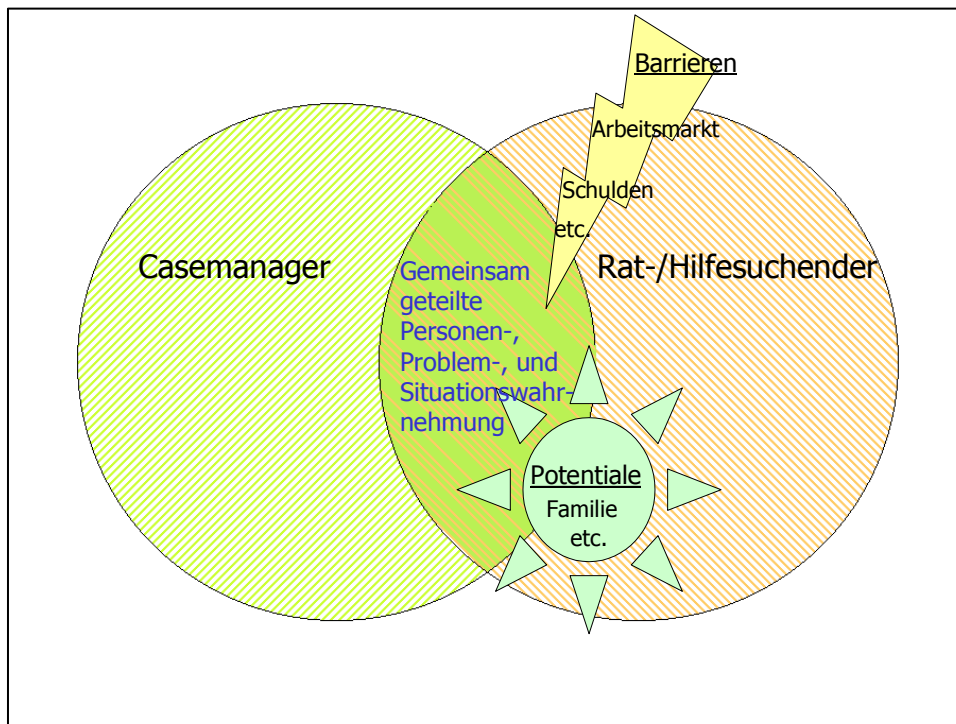 Barrieren
Arbeitsmarkt
Schulden
etc.
Casemanager
Rat-/Hilfesuchender
Gemeinsam
geteilte
Personen-,
Problem-, und
Situationswahr-
nehmung
Potentiale
Familie
etc.